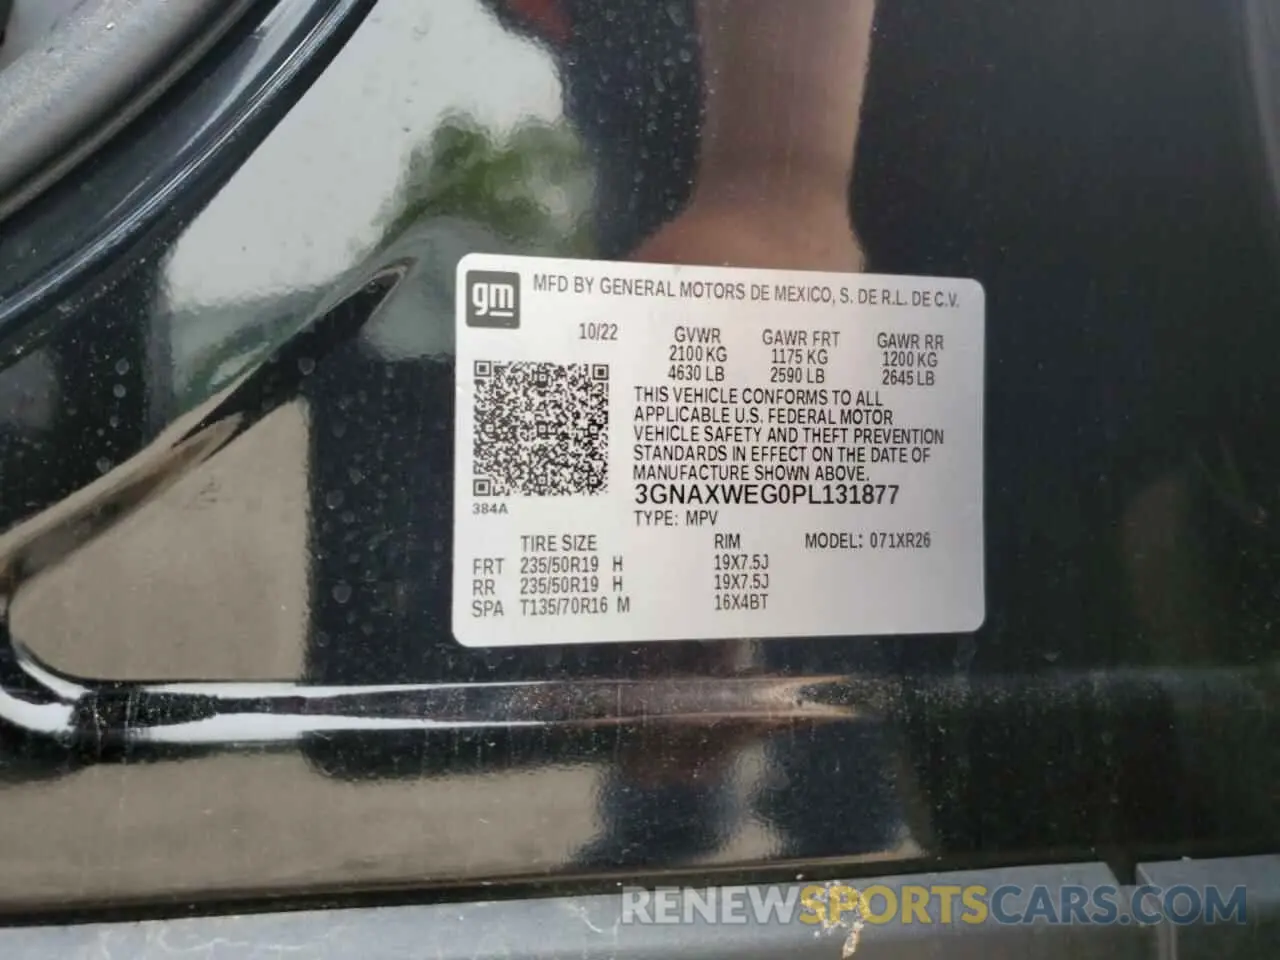 gm MFD BY GENERAL MOTORS DE MEXICO, S. DE R.L. DE C.V.
10/22 GVWR GAWR FRT GAWR RR
2100 KG 1175 KG 1200 KG
4630 LB 2590 LB 2645 LB
THIS VEHICLE CONFORMS TO ALL
APPLICABLE U.S. FEDERAL MOTOR
VEHICLE SAFETY AND THEFT PREVENTION
STANDARDS IN EFFECT ON THE DATE OF
MANUFACTURE SHOWN ABOVE.
3GNAXWEG0PL131877
384A
TYPE: MPV
TIRE SIZE RIM MODEL: 071XR26
FRT 235/50R19 H 19X7.5J
RR 235/50R19 H 19X7.5J
SPA T135/70R16 M 16X4BT
RENEWSPORTSCARS.COM